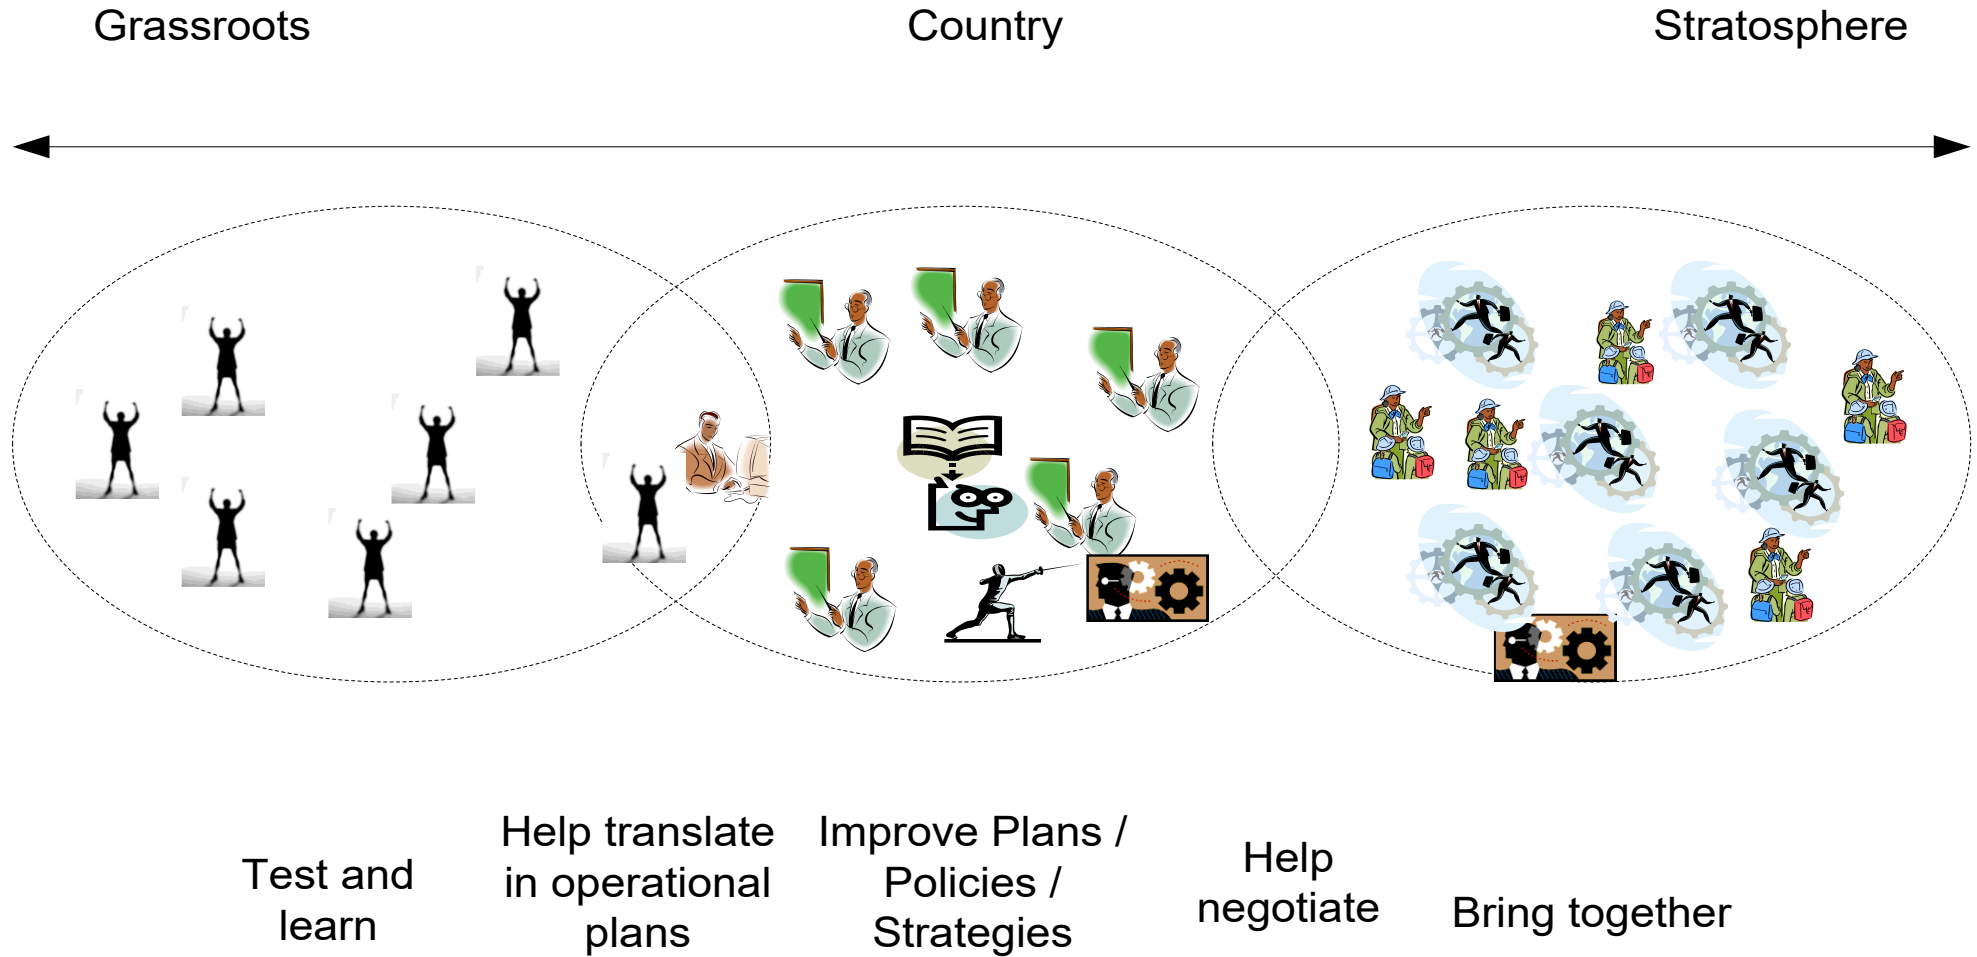 Grassroots
Country
Stratosphere
Test and
learn
Help translate
in operational
plans
Improve Plans /
Policies /
Strategies
Help
negotiate
Bring together